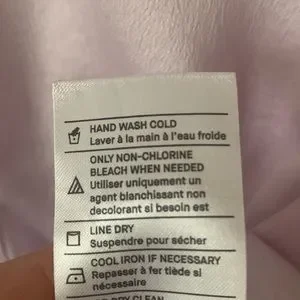 HAND WASH COLD
Laver à la main à l'eau froide
ONLY NON-CHLORINE
BLEACH WHEN NEEDED
Utiliser uniquement un
agent blanchissant non
decolorant si besoin est
LINE DRY
Suspendre pour sécher
COOL IRON IF NECESSARY
Repasser à fer tiède si
nécessaire
DRY CLEAN